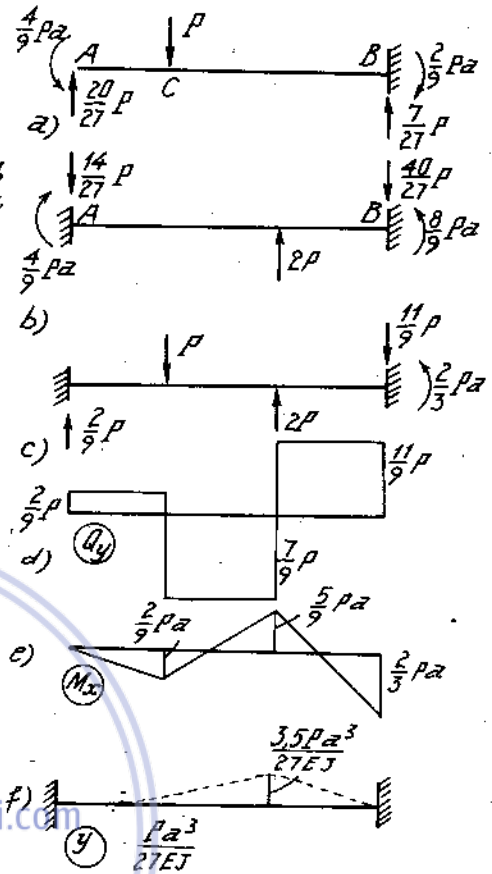 4/9 Pa A P B 2/9 Pa
20/27 P C 7/27 P
a)
14/27 P 40/27 P
A B 8/9 Pa
4/9 Pa 2P
b)
P 11/9 P
2/9 P 2P 2/3 Pa
c)
2/9 P 11/9 P
Qy 7/9 P
d)
2/9 Pa 5/9 Pa
e)
Mx 2/3 Pa
3,5Pa³/27EJ
f)
y Pa³/27EJ
i.com